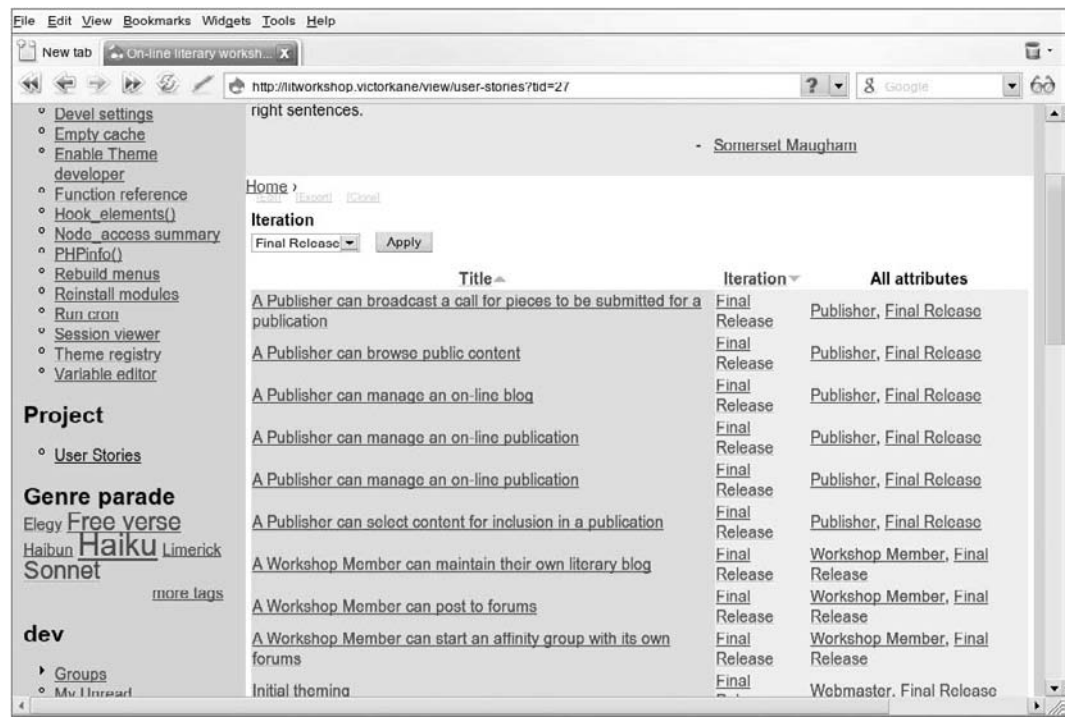 File Edit View Bookmarks Widgets Tools Help
New tab On-line literary worksh... X
http://litworkshop.victorkane/view/user-stories?tid=27 ? 8 Google
Devel settings
Empty cache
Enable Theme
developer
Function reference
Hook_elements()
Node_access summary
PHPinfo()
Rebuild menus
Reinstall modules
Run cron
Session viewer
Theme registry
Variable editor
Project
User Stories
Genre parade
Elegy Free verse
Haibun Haiku Limerick
Sonnet
more tags
dev
Groups
My Unread
right sentences.
- Somerset Maugham
Home ›
[Edit] [Export] [Clone]
Iteration
Final Release Apply
Title Iteration All attributes
A Publisher can broadcast a call for pieces to be submitted for a Final
publication Release Publisher, Final Release
A Publisher can browse public content Final
Release Publisher, Final Release
A Publisher can manage an on-line blog Final
Release Publisher, Final Release
A Publisher can manage an on-line publication Final
Release Publisher, Final Release
A Publisher can manage an on-line publication Final
Release Publisher, Final Release
A Publisher can select content for inclusion in a publication Final
Release Publisher, Final Release
A Workshop Member can maintain their own literary blog Final Workshop Member, Final
Release Release
A Workshop Member can post to forums Final Workshop Member, Final
Release Release
A Workshop Member can start an affinity group with its own Final Workshop Member, Final
forums Release Release
Initial theming Final Webmaster, Final Release